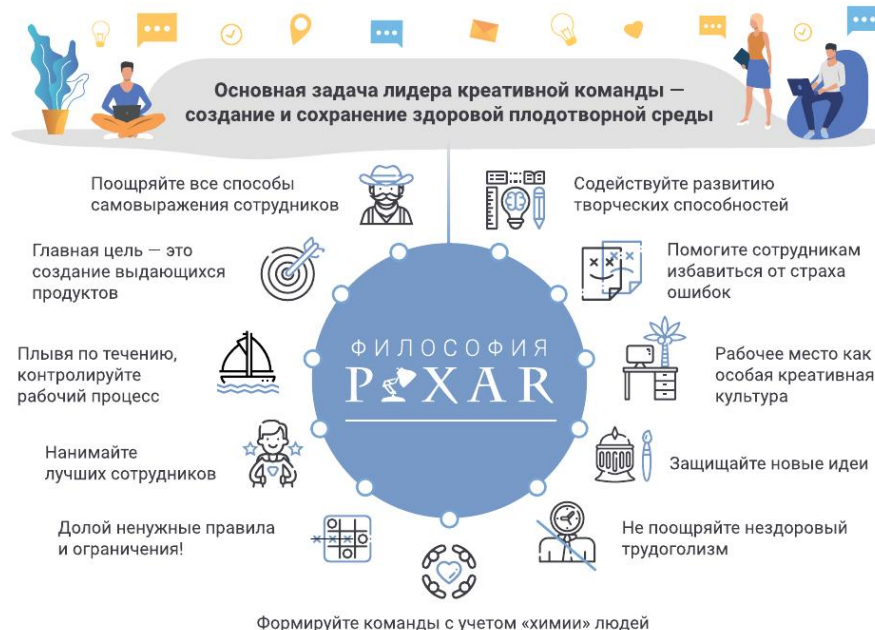 Основная задача лидера креативной команды —
создание и сохранение здоровой плодотворной среды
Поощряйте все способы
самовыражения сотрудников
Содействуйте развитию
творческих способностей
Главная цель — это
создание выдающихся
продуктов
Помогите сотрудникам
избавиться от страха
ошибок
Плывя по течению,
контролируйте
рабочий процесс
ФИЛОСОФИЯ
PIXAR
Рабочее место как
особая креативная
культура
Нанимайте
лучших сотрудников
Защищайте новые идеи
Долой ненужные правила
и ограничения!
Не поощряйте нездоровый
трудоголизм
Формируйте команды с учетом «химии» людей